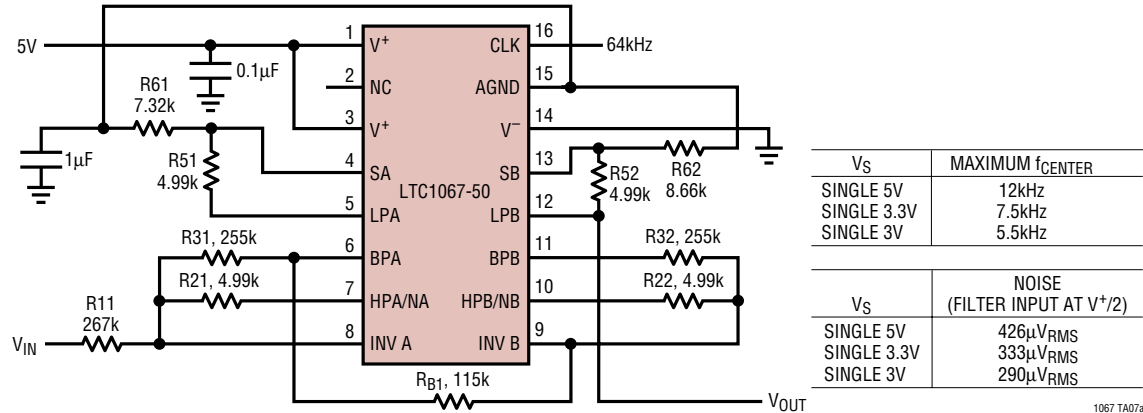 5V
0.1µF
R61
7.32k
1µF
R51
4.99k
R31, 255k
R21, 4.99k
R11
267k
VIN
RB1, 115k
1
V+
2
NC
3
V+
4
SA
5
LPA
6
BPA
7
HPA/NA
8
INV A
LTC1067-50
16
CLK
64kHz
15
AGND
14
V−
13
SB
12
LPB
11
BPB
10
HPB/NB
9
INV B
R52
4.99k
R62
8.66k
R32, 255k
R22, 4.99k
VOUT
VS MAXIMUM fCENTER
SINGLE 5V 12kHz
SINGLE 3.3V 7.5kHz
SINGLE 3V 5.5kHz
NOISE
VS (FILTER INPUT AT V+/2)
SINGLE 5V 426µVRMS
SINGLE 3.3V 333µVRMS
SINGLE 3V 290µVRMS
1067 TA07a